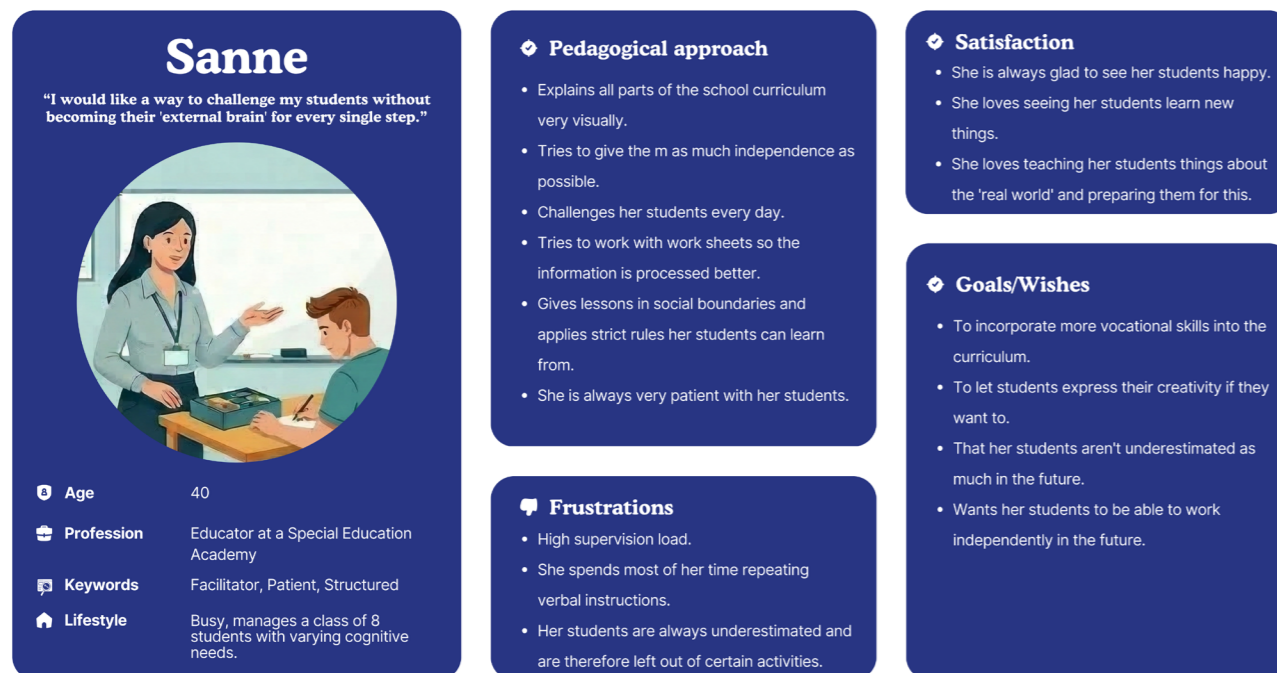 Sanne
“I would like a way to challenge my students without
becoming their 'external brain' for every single step.”
Age 40
Profession Educator at a Special Education
Academy
Keywords Facilitator, Patient, Structured
Lifestyle Busy, manages a class of 8
students with varying cognitive
needs.
Pedagogical approach
• Explains all parts of the school curriculum
very visually.
• Tries to give the m as much independence as
possible.
• Challenges her students every day.
• Tries to work with work sheets so the
information is processed better.
• Gives lessons in social boundaries and
applies strict rules her students can learn
from.
• She is always very patient with her students.
Frustrations
• High supervision load.
• She spends most of her time repeating
verbal instructions.
• Her students are always underestimated and
are therefore left out of certain activities.
Satisfaction
• She is always glad to see her students happy.
• She loves seeing her students learn new
things.
• She loves teaching her students things about
the 'real world' and preparing them for this.
Goals/Wishes
• To incorporate more vocational skills into the
curriculum.
• To let students express their creativity if they
want to.
• That her students aren't underestimated as
much in the future.
• Wants her students to be able to work
independently in the future.